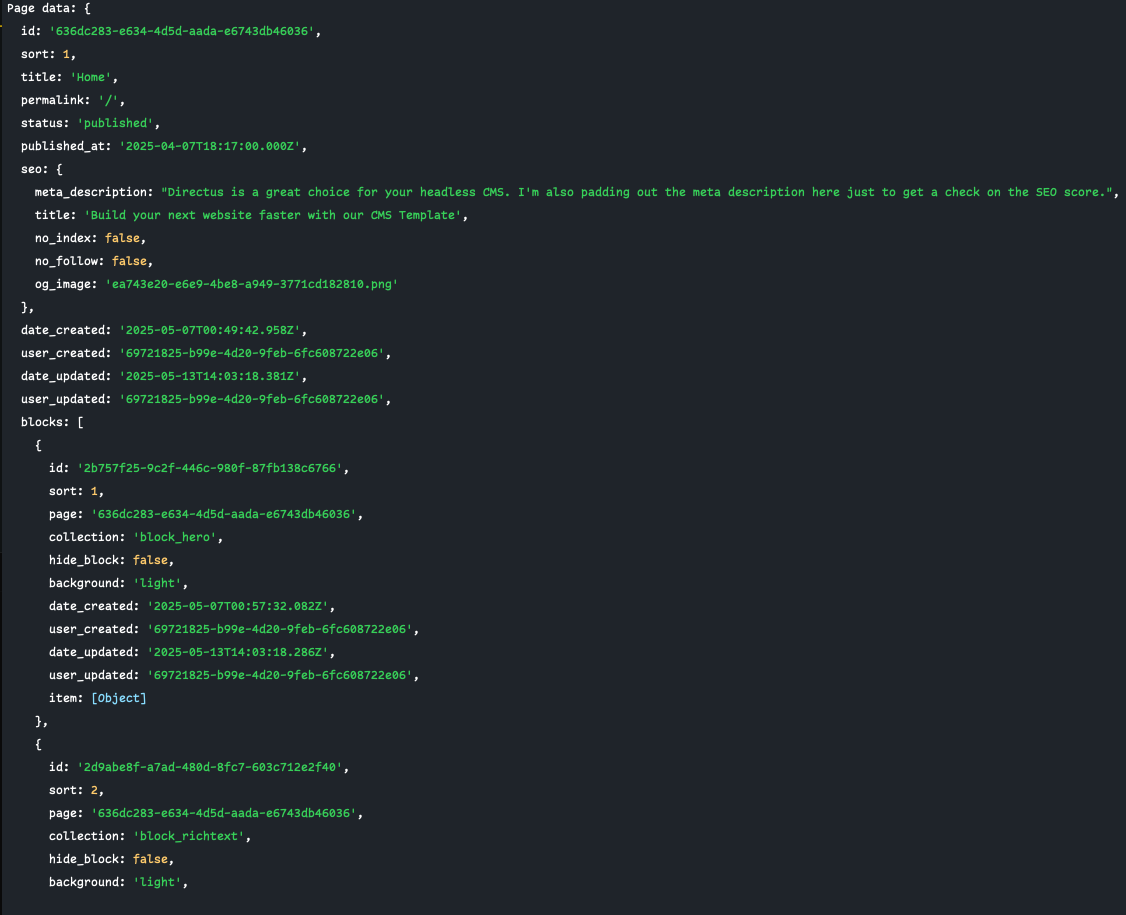 Page data: {
  id: '636dc283-e634-4d5d-aada-e6743db46036',
  sort: 1,
  title: 'Home',
  permalink: '/',
  status: 'published',
  published_at: '2025-04-07T18:17:00.000Z',
  seo: {
    meta_description: "Directus is a great choice for your headless CMS. I'm also padding out the meta description here just to get a check on the SEO score.",
    title: 'Build your next website faster with our CMS Template',
    no_index: false,
    no_follow: false,
    og_image: 'ea743e20-e6e9-4be8-a949-3771cd182810.png'
  },
  date_created: '2025-05-07T00:49:42.958Z',
  user_created: '69721825-b99e-4d20-9feb-6fc608722e06',
  date_updated: '2025-05-13T14:03:18.381Z',
  user_updated: '69721825-b99e-4d20-9feb-6fc608722e06',
  blocks: [
    {
      id: '2b757f25-9c2f-446c-980f-87fb138c6766',
      sort: 1,
      page: '636dc283-e634-4d5d-aada-e6743db46036',
      collection: 'block_hero',
      hide_block: false,
      background: 'light',
      date_created: '2025-05-07T00:57:32.082Z',
      user_created: '69721825-b99e-4d20-9feb-6fc608722e06',
      date_updated: '2025-05-13T14:03:18.286Z',
      user_updated: '69721825-b99e-4d20-9feb-6fc608722e06',
      item: [Object]
    },
    {
      id: '2d9abe8f-a7ad-480d-8fc7-603c712e2f40',
      sort: 2,
      page: '636dc283-e634-4d5d-aada-e6743db46036',
      collection: 'block_richtext',
      hide_block: false,
      background: 'light',